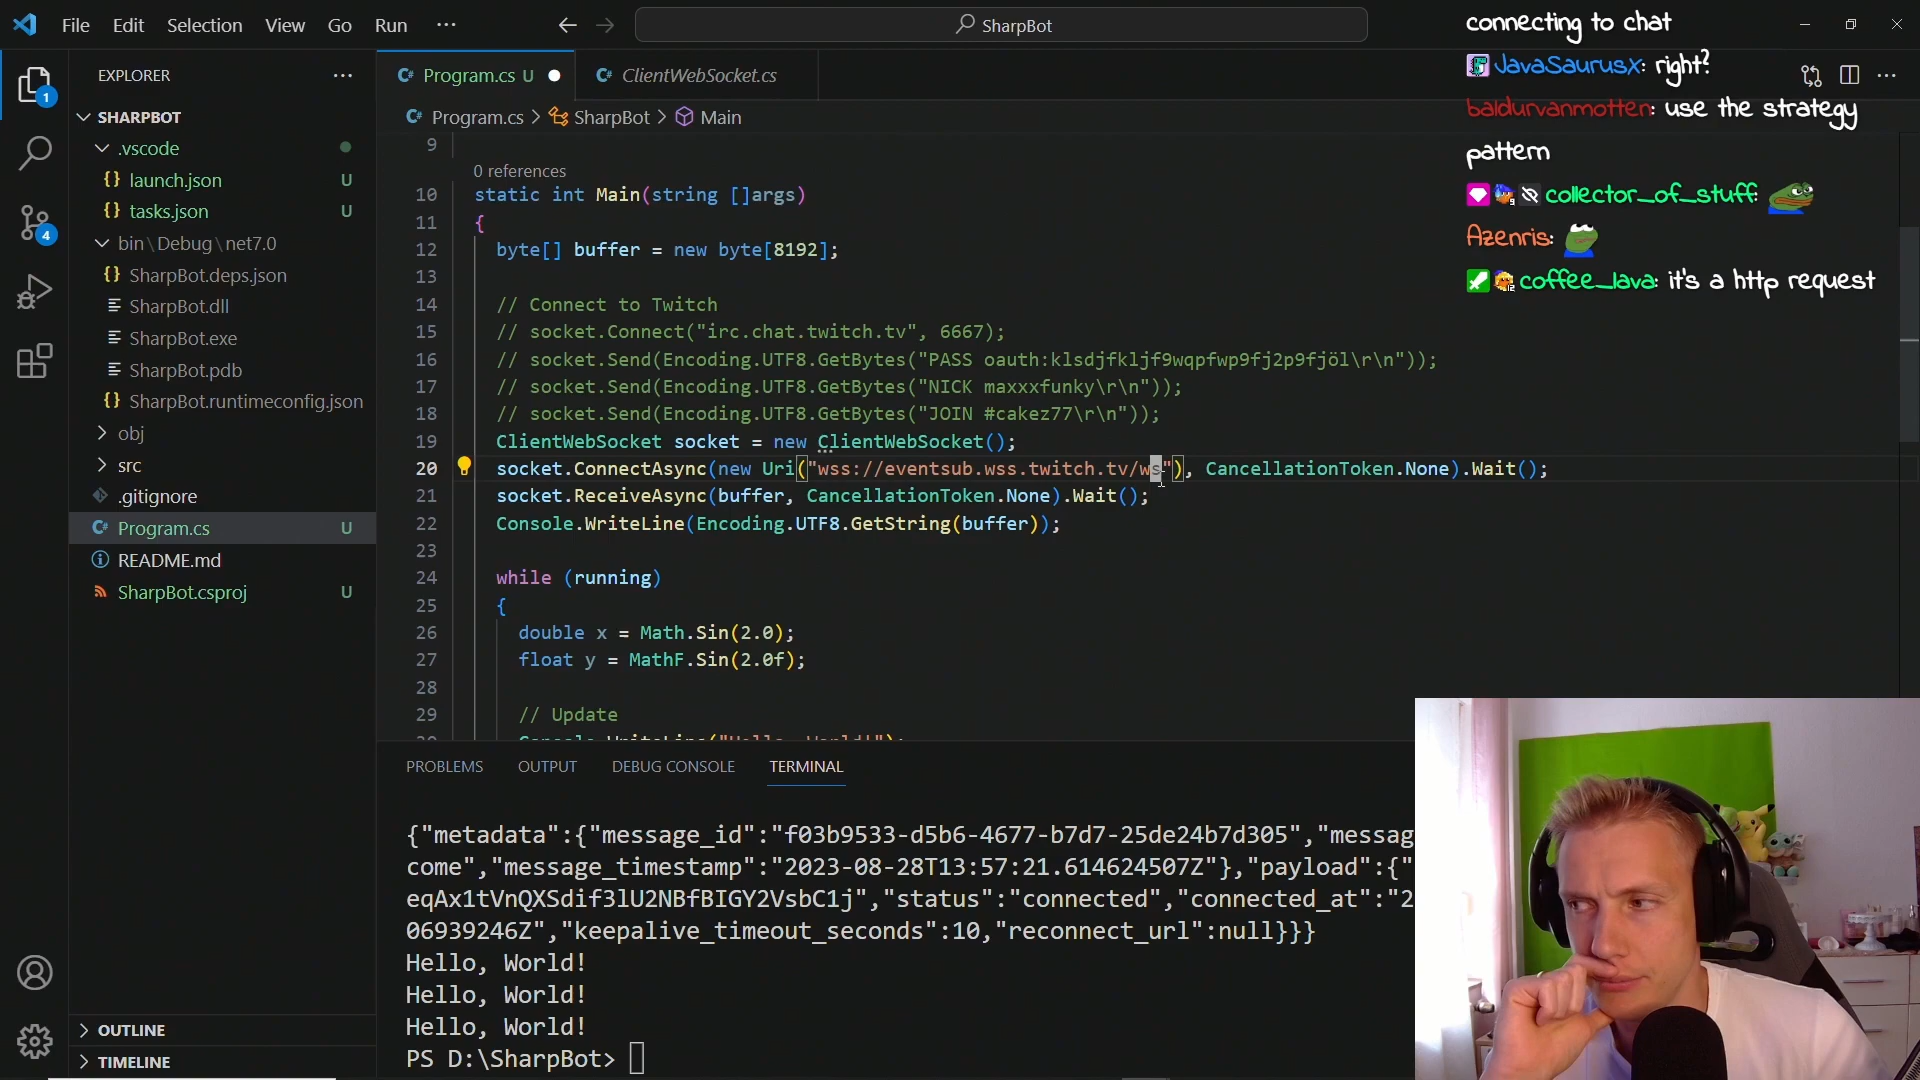 File Edit Selection View Go Run ··· SharpBot
connecting to chat
JavaSaurusX: right?
baldurvanmotten: use the strategy
pattern
collector_of_stuff:
Azenris:
coffee_lava: it's a http request
EXPLORER ···
1
4
SHARPBOT
.vscode
launch.json U
tasks.json U
bin\Debug\net7.0
SharpBot.deps.json
SharpBot.dll
SharpBot.exe
SharpBot.pdb
SharpBot.runtimeconfig.json
obj
src
.gitignore
Program.cs U
README.md
SharpBot.csproj U
OUTLINE
TIMELINE
Program.cs U ClientWebSocket.cs
Program.cs > SharpBot > Main
9
0 references
10 static int Main(string []args)
11 {
12 byte[] buffer = new byte[8192];
13
14 // Connect to Twitch
15 // socket.Connect("irc.chat.twitch.tv", 6667);
16 // socket.Send(Encoding.UTF8.GetBytes("PASS oauth:klsdjfkljf9wqpfwp9fj2p9fjöl\r\n"));
17 // socket.Send(Encoding.UTF8.GetBytes("NICK maxxxfunky\r\n"));
18 // socket.Send(Encoding.UTF8.GetBytes("JOIN #cakez77\r\n"));
19 ClientWebSocket socket = new ClientWebSocket();
20 socket.ConnectAsync(new Uri("wss://eventsub.wss.twitch.tv/ws"), CancellationToken.None).Wait();
21 socket.ReceiveAsync(buffer, CancellationToken.None).Wait();
22 Console.WriteLine(Encoding.UTF8.GetString(buffer));
23
24 while (running)
25 {
26 double x = Math.Sin(2.0);
27 float y = MathF.Sin(2.0f);
28
29 // Update
30 Console.WriteLine("Hello, World!");
PROBLEMS OUTPUT DEBUG CONSOLE TERMINAL
{"metadata":{"message_id":"f03b9533-d5b6-4677-b7d7-25de24b7d305","messag
come","message_timestamp":"2023-08-28T13:57:21.614624507Z"},"payload":{"
eqAx1tVnQXSdif3lU2NBfBIGY2VsbC1j","status":"connected","connected_at":"2
06939246Z","keepalive_timeout_seconds":10,"reconnect_url":null}}}
Hello, World!
Hello, World!
Hello, World!
PS D:\SharpBot>